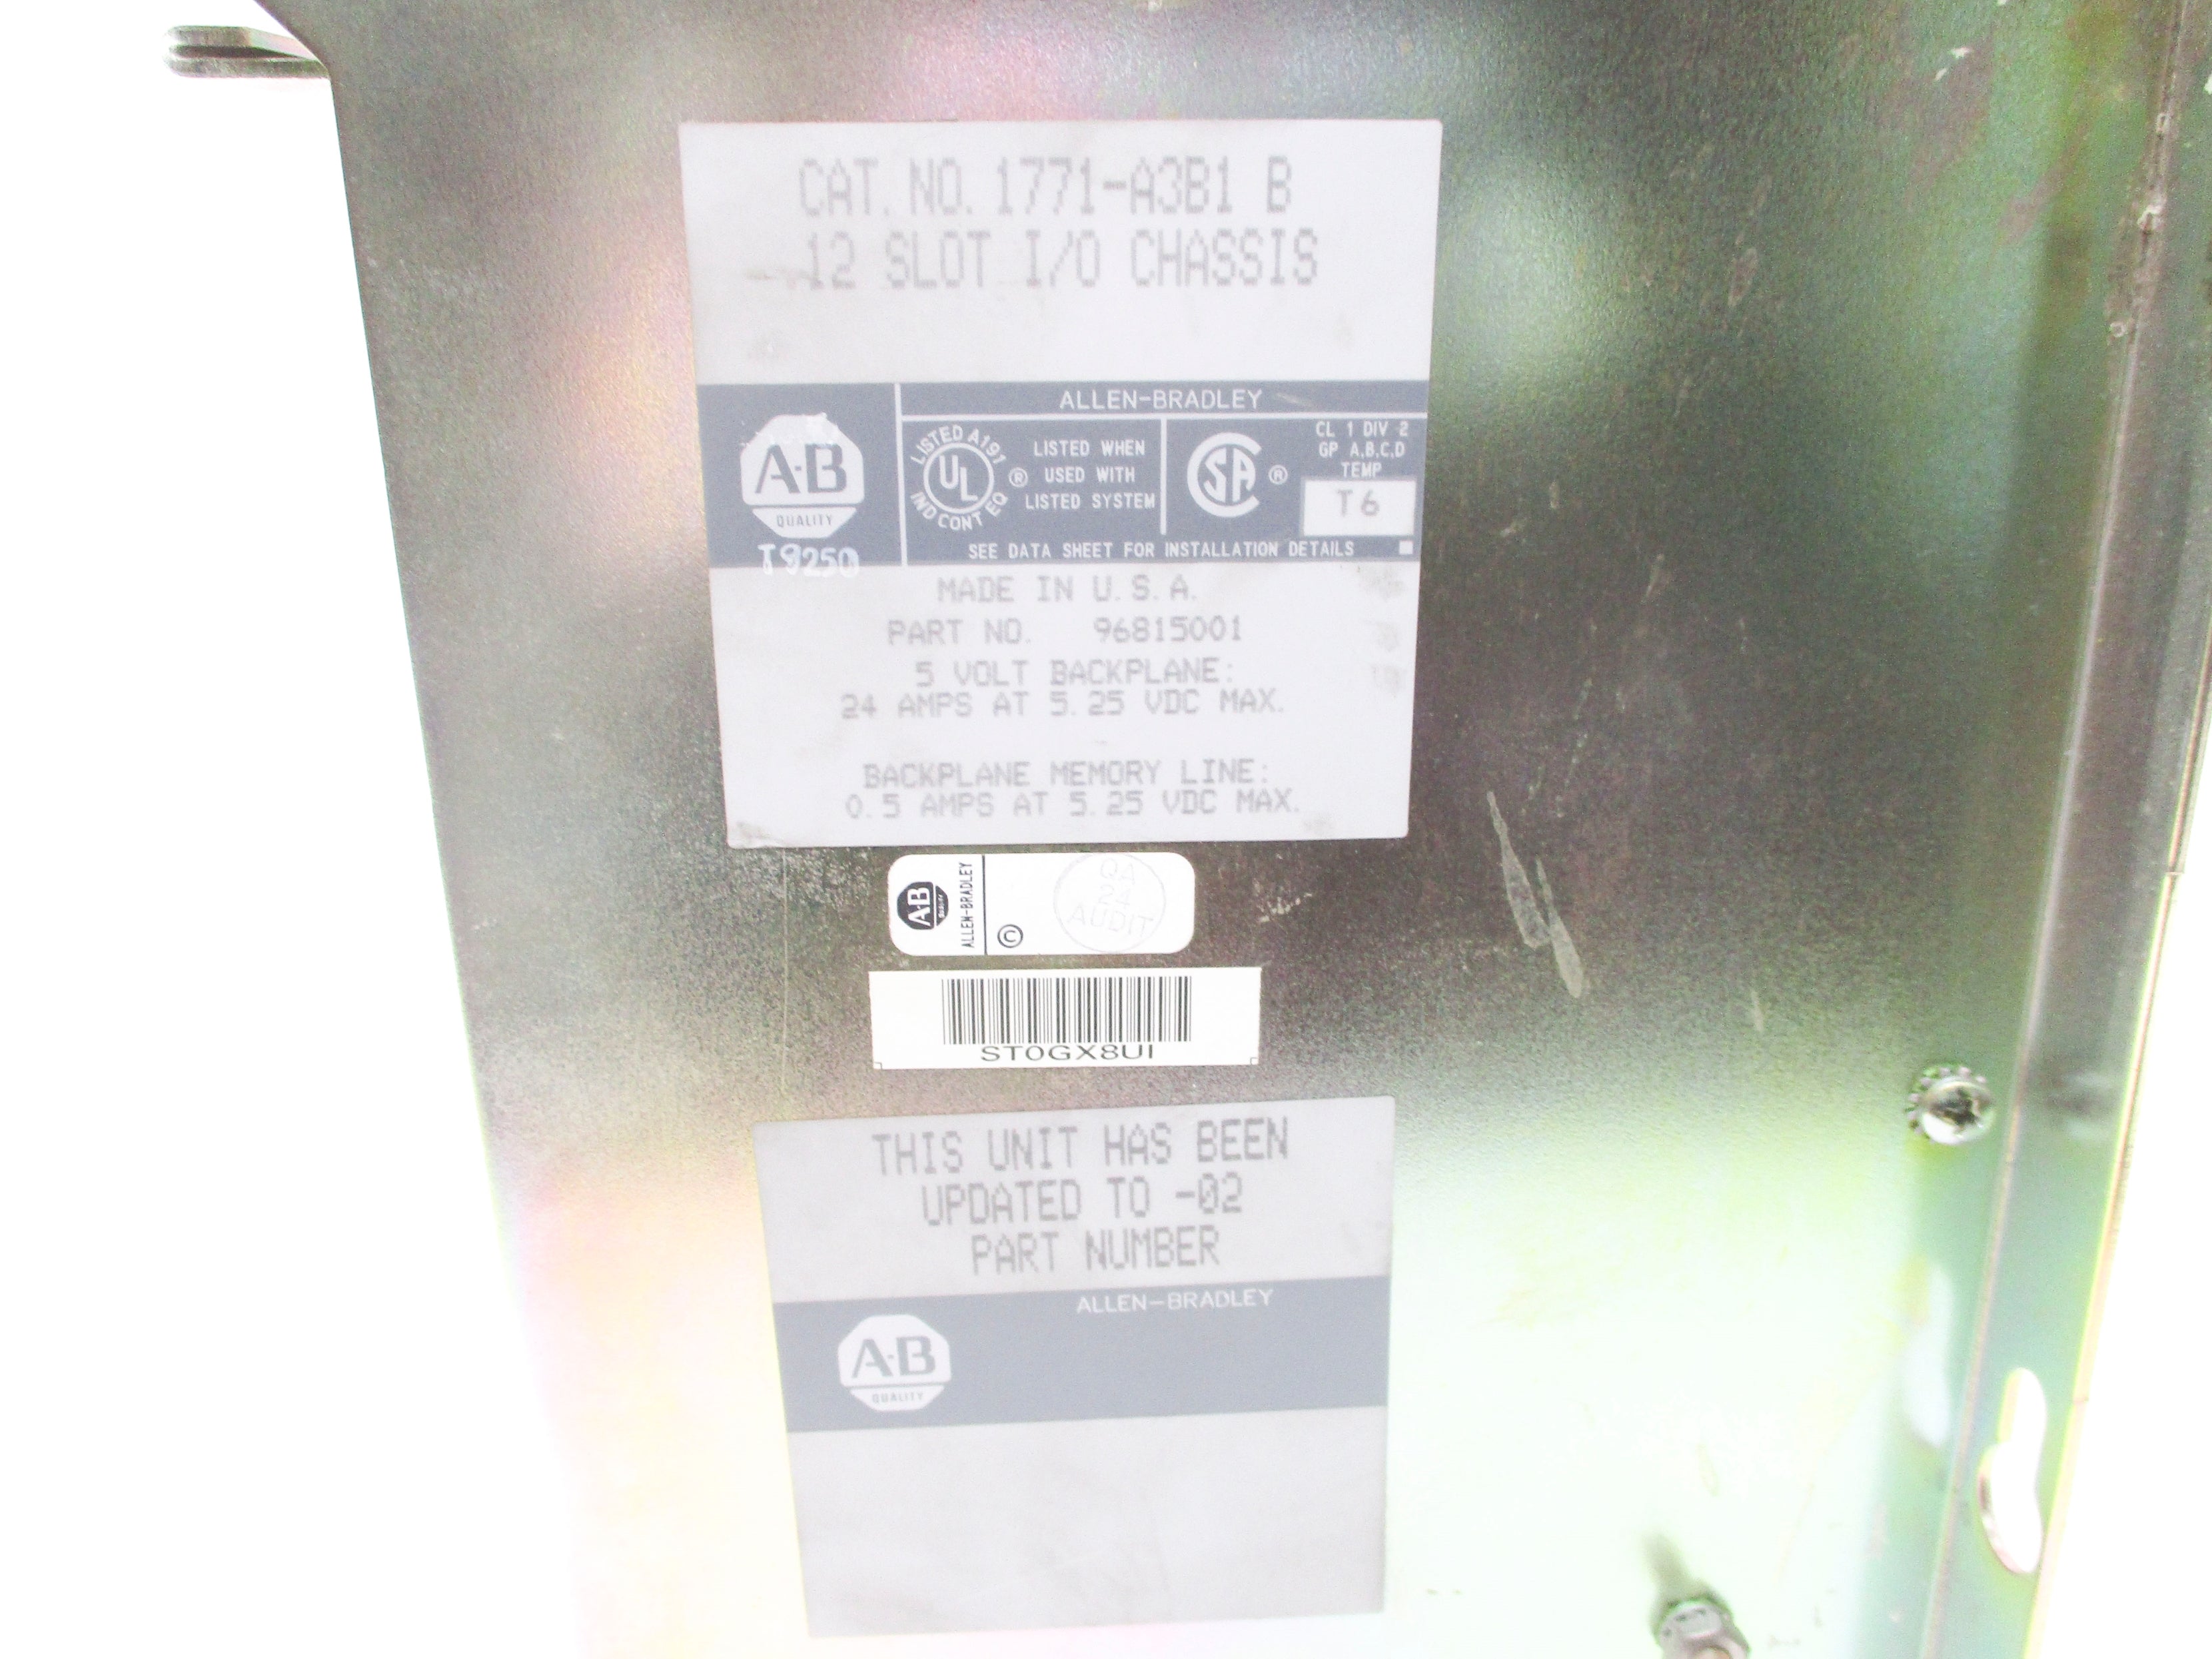 CAT. NO. 1771-A3B1 B
12 SLOT I/O CHASSIS
ALLEN-BRADLEY
A·B
QUALITY
LISTED A191
UL
®
IND CONT EQ
LISTED WHEN
USED WITH
LISTED SYSTEM
SA
®
CL 1 DIV 2
GP A,B,C,D
TEMP
T6
SEE DATA SHEET FOR INSTALLATION DETAILS
MADE IN U.S.A.
PART NO. 96815001
5 VOLT BACKPLANE:
24 AMPS AT 5.25 VDC MAX.
BACKPLANE MEMORY LINE:
0.5 AMPS AT 5.25 VDC MAX.
A·B
QUALITY
ALLEN-BRADLEY
©
AUDIT
ST0GX8UI
THIS UNIT HAS BEEN
UPDATED TO -02
PART NUMBER
ALLEN-BRADLEY
A·B
QUALITY